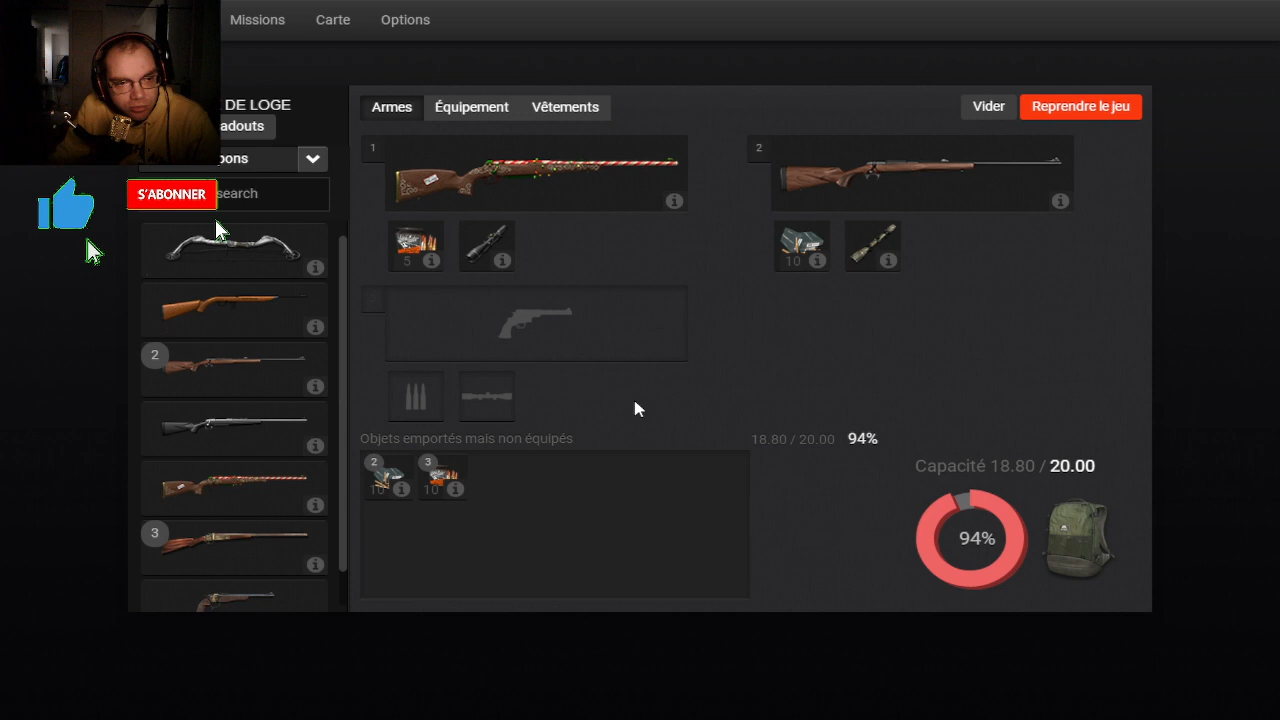 Missions Carte Options
DE LOGE
adouts
pons
search
S'ABONNER
Armes Équipement Vêtements
Vider Reprendre le jeu
1
2
5
10
2
3
Objets emportés mais non équipés
18.80 / 20.00 94%
2
10
3
10
Capacité 18.80 / 20.00
94%